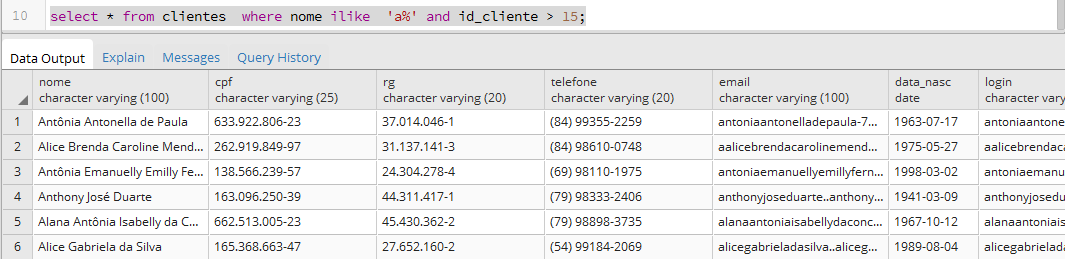 10 select * from clientes where nome ilike 'a%' and id_cliente > 15;
Data Output Explain Messages Query History
nome cpf rg telefone email data_nasc login
character varying (100) character varying (25) character varying (20) character varying (20) character varying (100) date character vary
1 Antônia Antonella de Paula 633.922.806-23 37.014.046-1 (84) 99355-2259 antoniaantonelladepaula-7... 1963-07-17 antoniaantone
2 Alice Brenda Caroline Mend... 262.919.849-97 31.137.141-3 (84) 98610-0748 aalicebrendacarolinemend... 1975-05-27 aalicebrendaca
3 Antônia Emanuelly Emilly Fe... 138.566.239-57 24.304.278-4 (69) 98110-1975 antoniaemanuellyemillyfern... 1998-03-02 antoniaemanu
4 Anthony José Duarte 163.096.250-39 44.311.417-1 (79) 98333-2406 anthonyjoseduarte..anthony... 1941-03-09 anthonyjosedu
5 Alana Antônia Isabelly da C... 662.513.005-23 45.430.362-2 (79) 98898-3735 alanaantoniaisabellydaconc... 1967-10-12 alanaantoniais
6 Alice Gabriela da Silva 165.368.663-47 27.652.160-2 (54) 99184-2069 alicegabrieladasilva..aliceg... 1989-08-04 alicegabrielada